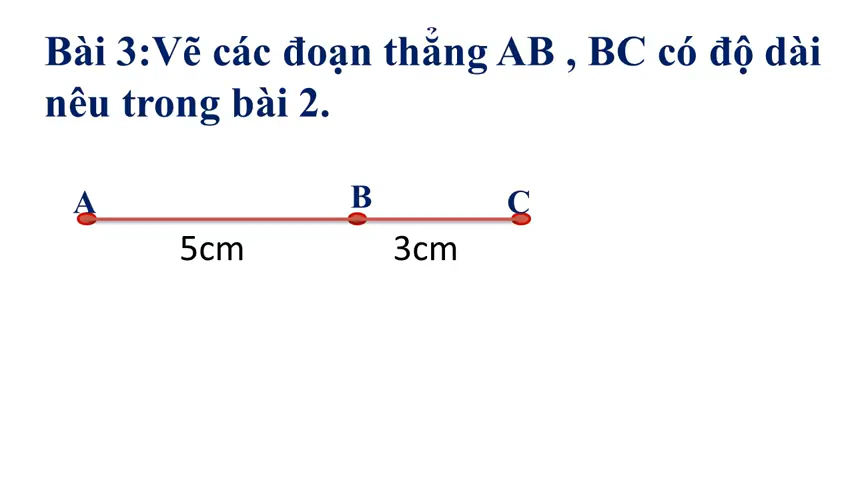 Bài 3:Vẽ các đoạn thẳng AB , BC có độ dài
nêu trong bài 2.
A B C
5cm 3cm